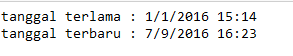 tanggal terlama : 1/1/2016 15:14
tanggal terbaru : 7/9/2016 16:23